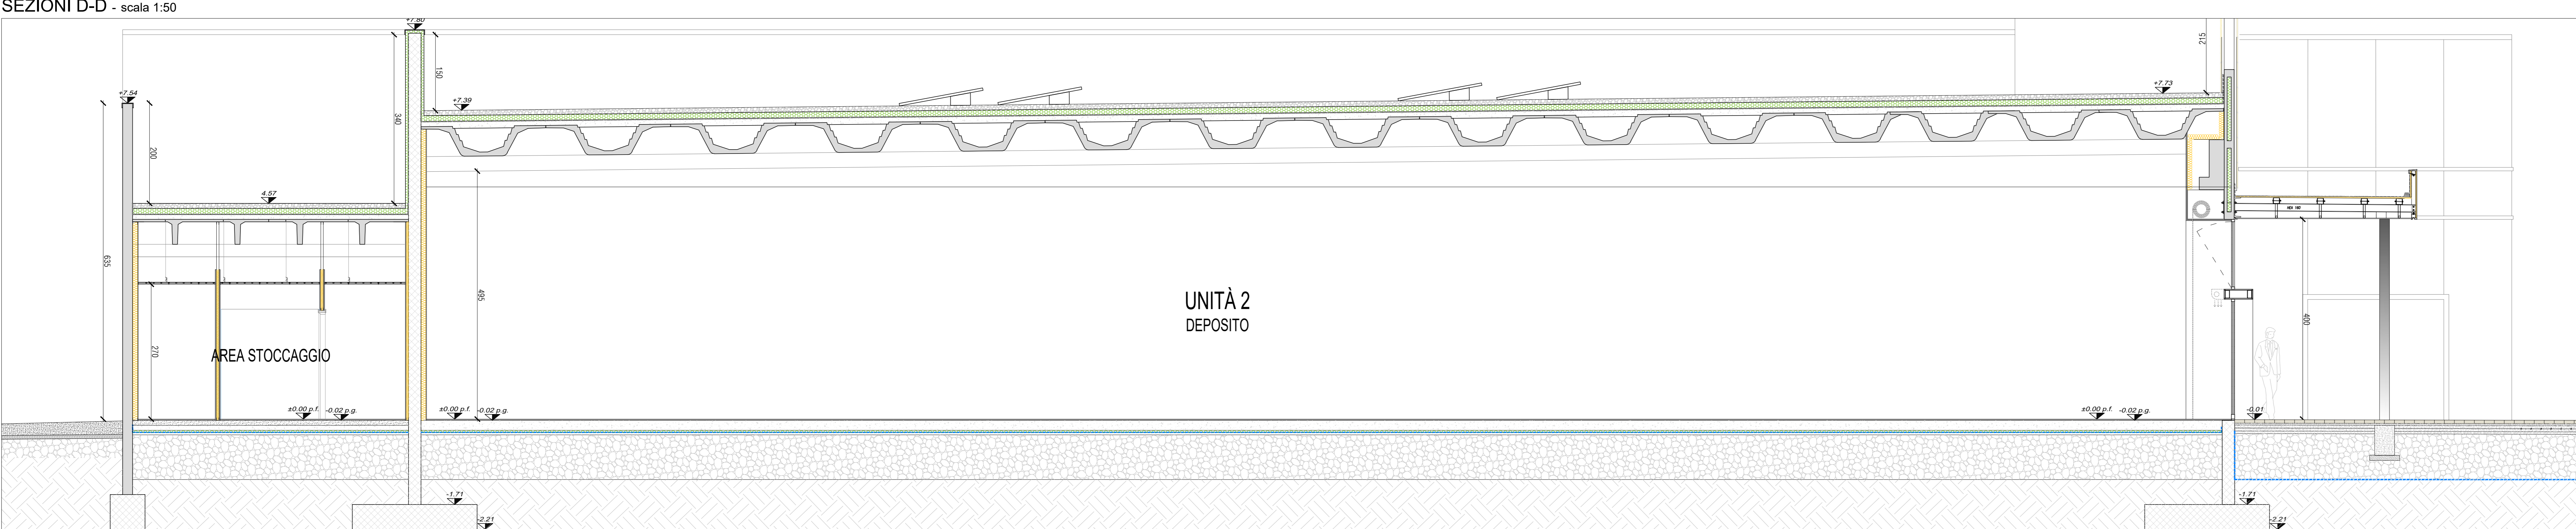 SEZIONI D-D - scala 1:50
+7.80
215
150
+7.54
+7.39
+7.73
340
200
4.57
HEA 160
635
495
UNITÀ 2
DEPOSITO
400
270
AREA STOCCAGGIO
±0.00 p.f.
-0.02 p.g.
±0.00 p.f.
-0.02 p.g.
±0.00 p.f.
-0.02 p.g.
-0.01
-1.71
-1.71
-2.21
-2.21